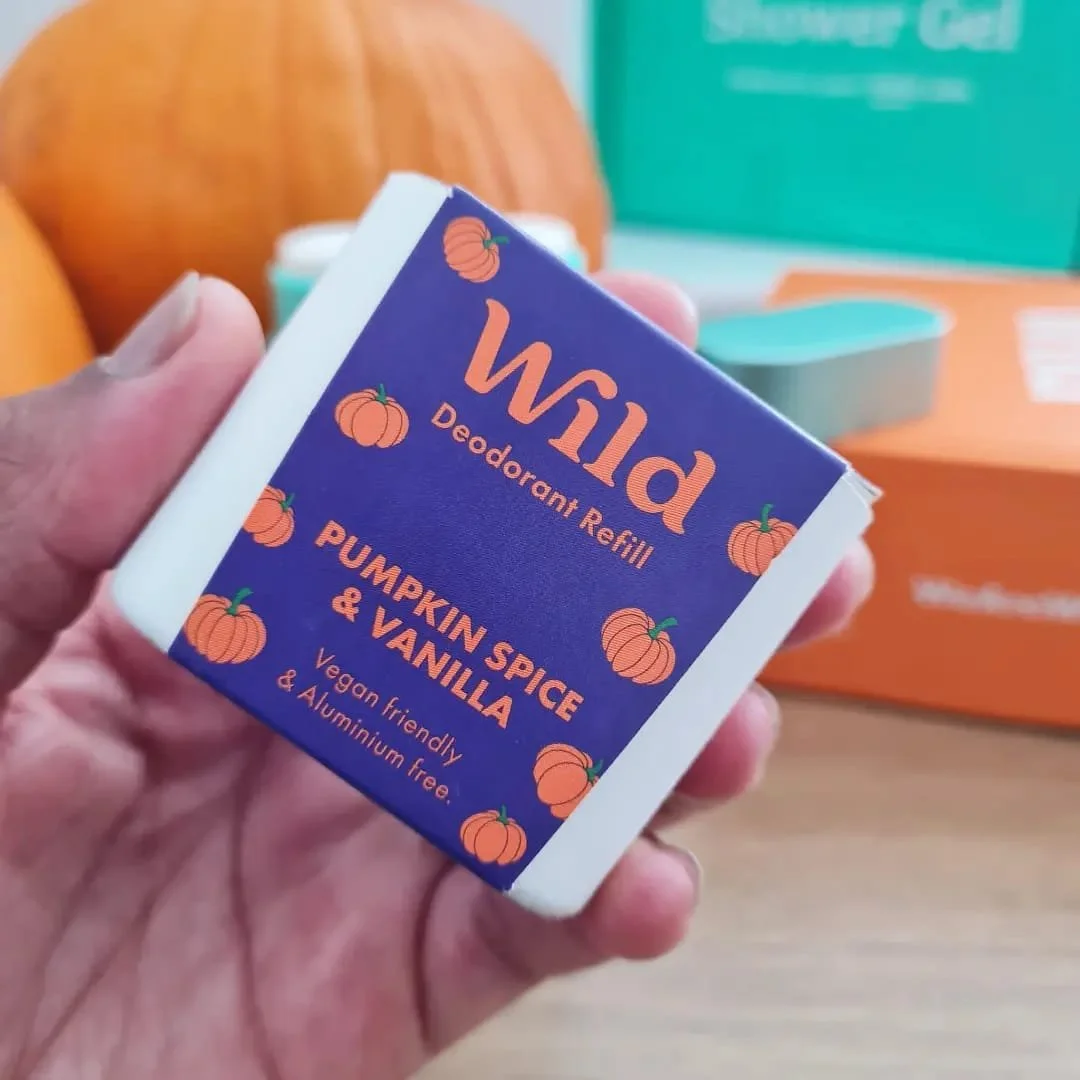 Shower Gel
Wild
Deodorant Refill
PUMPKIN SPICE
& VANILLA
Vegan friendly
& Aluminium free.